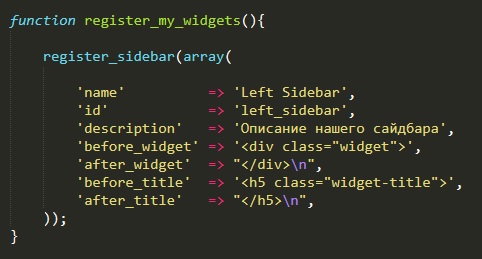 function register_my_widgets(){
register_sidebar(array(
'name' => 'Left Sidebar',
'id' => 'left_sidebar',
'description' => 'Описание нашего сайдбара',
'before_widget' => '<div class="widget">',
'after_widget' => "</div>\n",
'before_title' => '<h5 class="widget-title">',
'after_title' => "</h5>\n",
));
}